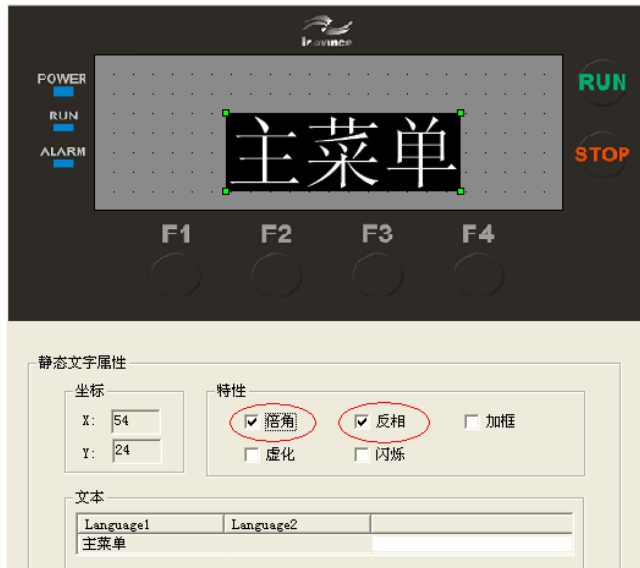 Inovince
POWER
RUN
RUN
ALARM
STOP
主菜单
F1 F2 F3 F4
静态文字属性
坐标
特性
X: 54
倍角 反相 加框
Y: 24
虚化 闪烁
文本
Language1 Language2
主菜单